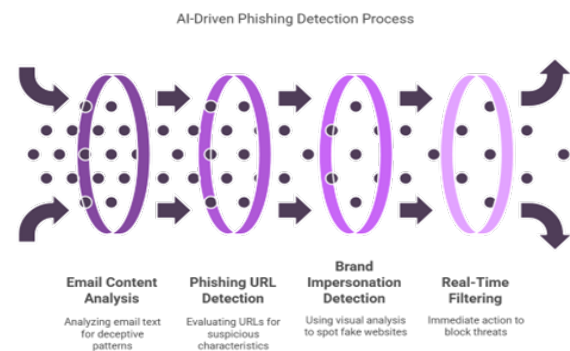 AI-Driven Phishing Detection Process
Email Content
Analysis
Analyzing email text
for deceptive
patterns
Phishing URL
Detection
Evaluating URLs for
suspicious
characteristics
Brand
Impersonation
Detection
Using visual analysis
to spot fake websites
Real-Time
Filtering
Immediate action to
block threats